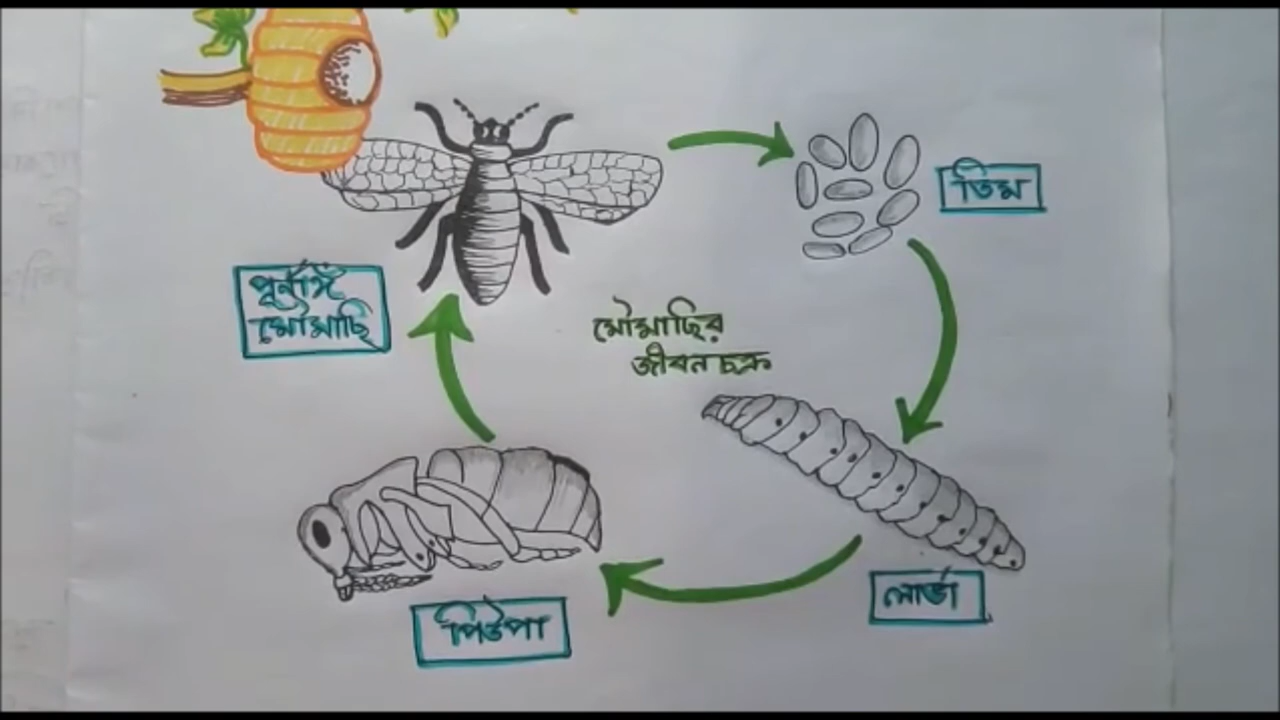 ডিম
পূর্নাঙ্গ
মৌমাছি
মৌমাছির
জীবন চক্র
লার্ভা
পিউপা